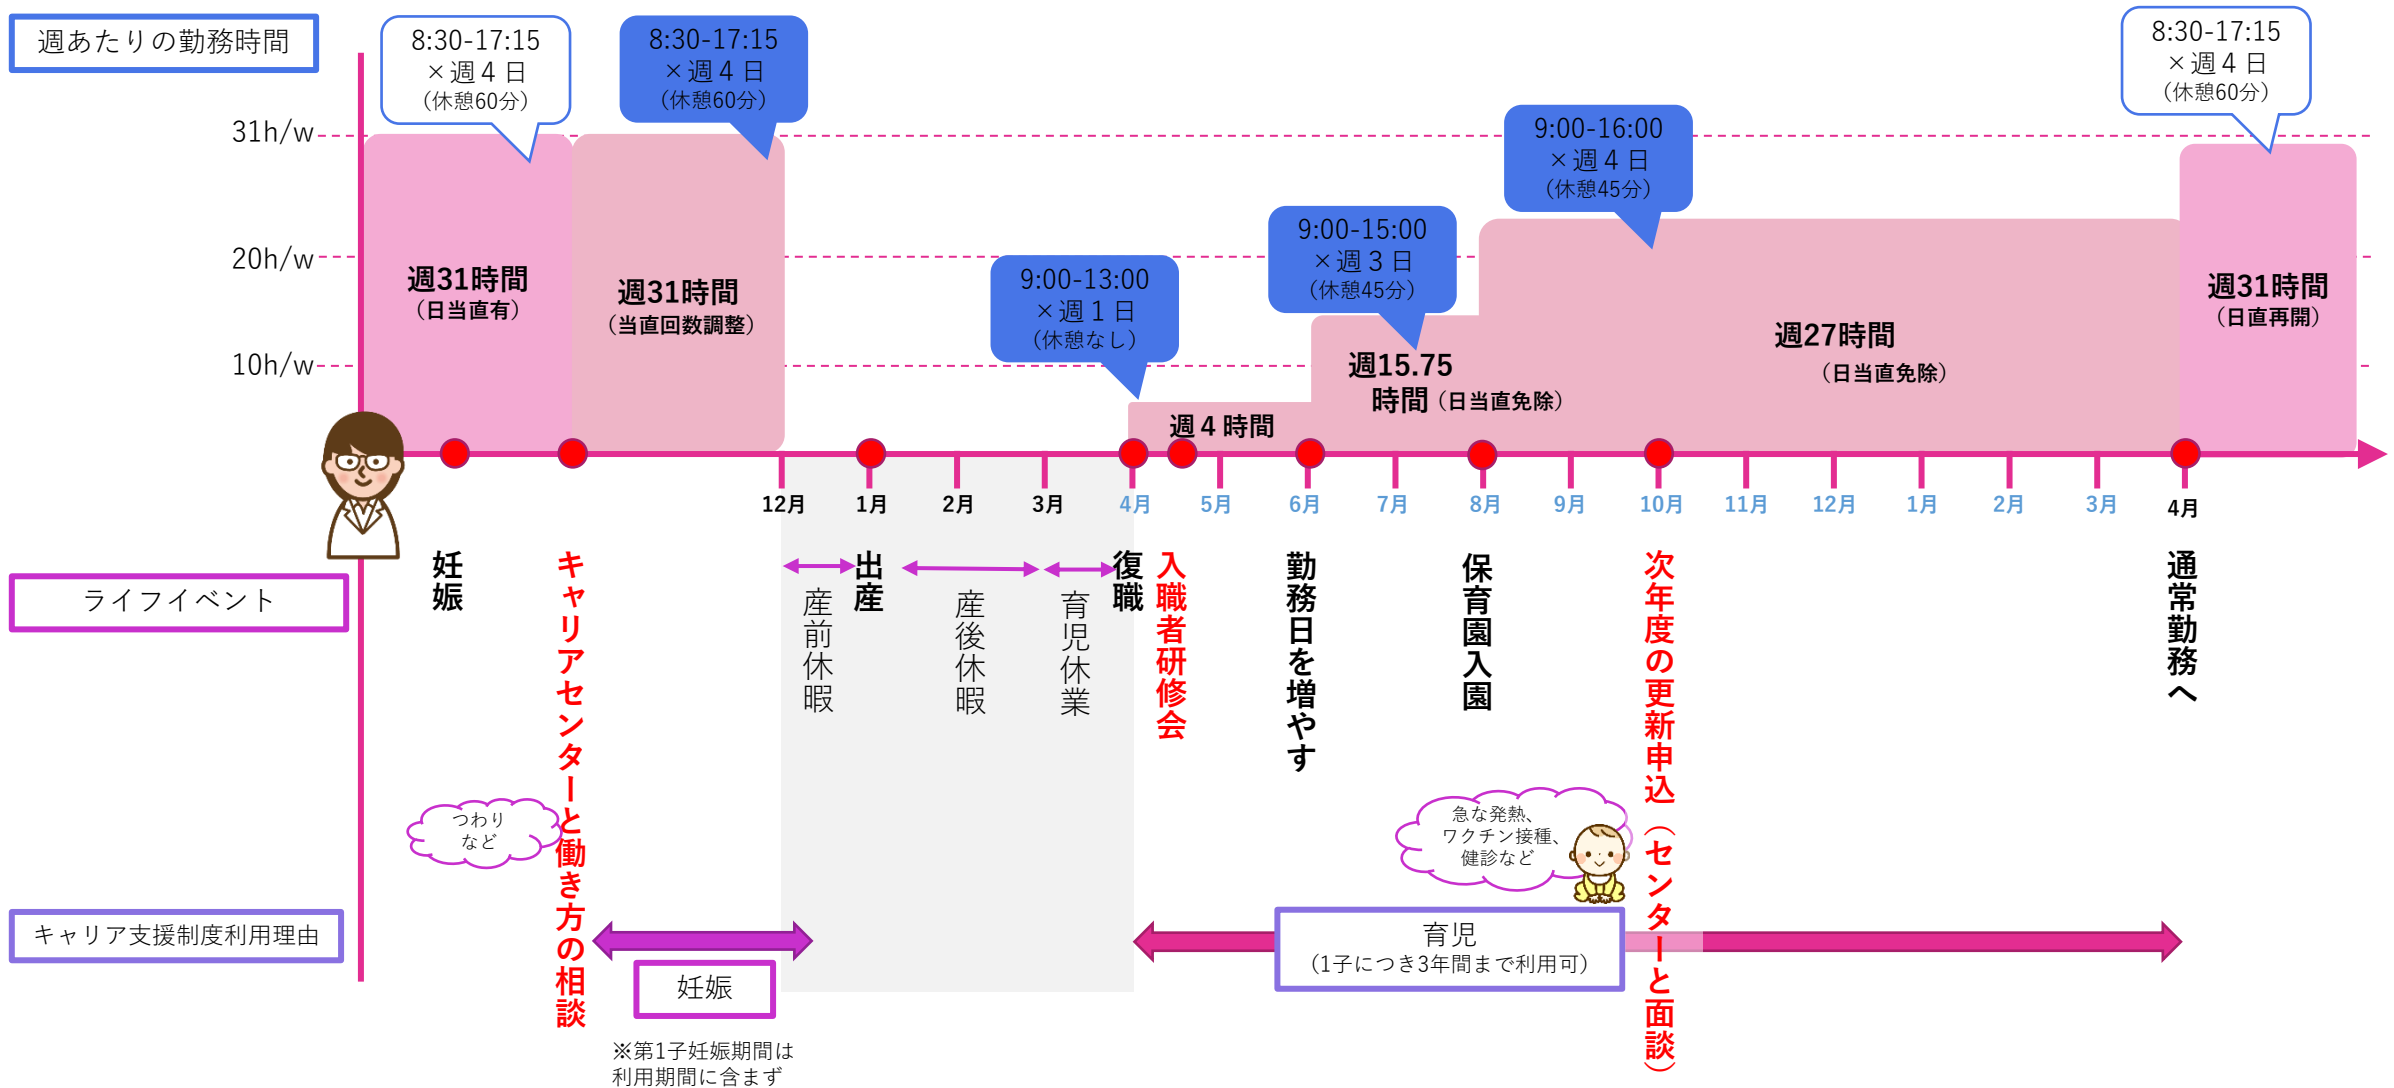 週あたりの勤務時間
8:30-17:15
×週４日
（休憩60分）
8:30-17:15
×週４日
（休憩60分）
8:30-17:15
×週４日
（休憩60分）
31h/w
9:00-16:00
×週４日
（休憩45分）
9:00-15:00
×週３日
（休憩45分）
20h/w
9:00-13:00
×週１日
（休憩なし）
週31時間
（日当直有）
週31時間
（当直回数調整）
週31時間
（日直再開）
週27時間
（日当直免除）
10h/w
週15.75
時間（日当直免除）
週４時間
12月
1月
2月
3月
4月
5月
6月
7月
8月
9月
10月
11月
12月
1月
2月
3月
4月
ライフイベント
妊娠
キャリアセンターと働き方の相談
産前休暇
出産
産後休暇
育児休業
復職
入職者研修会
勤務日を増やす
保育園入園
次年度の更新申込（センターと面談）
通常勤務へ
つわり
など
急な発熱、
ワクチン接種、
健診など
キャリア支援制度利用理由
妊娠
※第1子妊娠期間は
利用期間に含まず
育児
（1子につき3年間まで利用可）